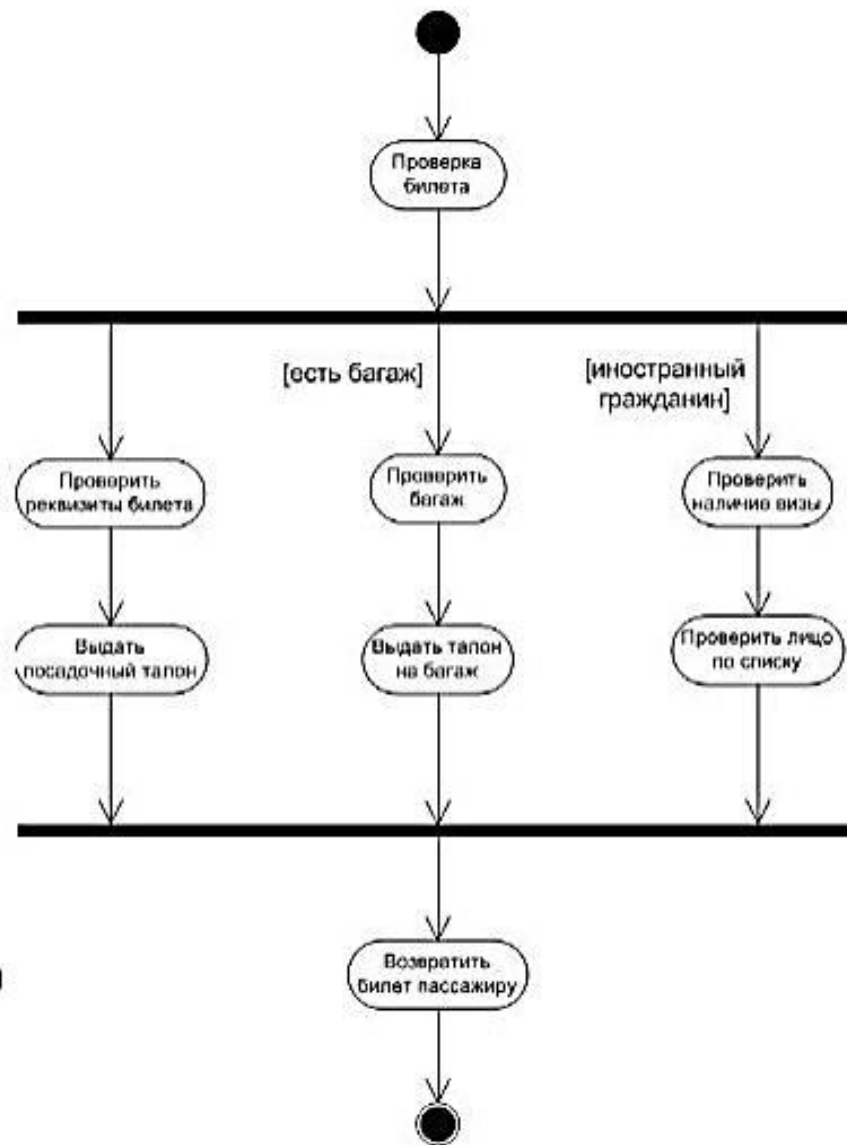 Проверка
билета
[есть багаж]
[иностранный
гражданин]
Проверить
реквизиты билета
Проверить
багаж
Проверить
наличие визы
Выдать
посадочный талон
Выдать талон
на багаж
Проверить лицо
по списку
Возвратить
билет пассажиру